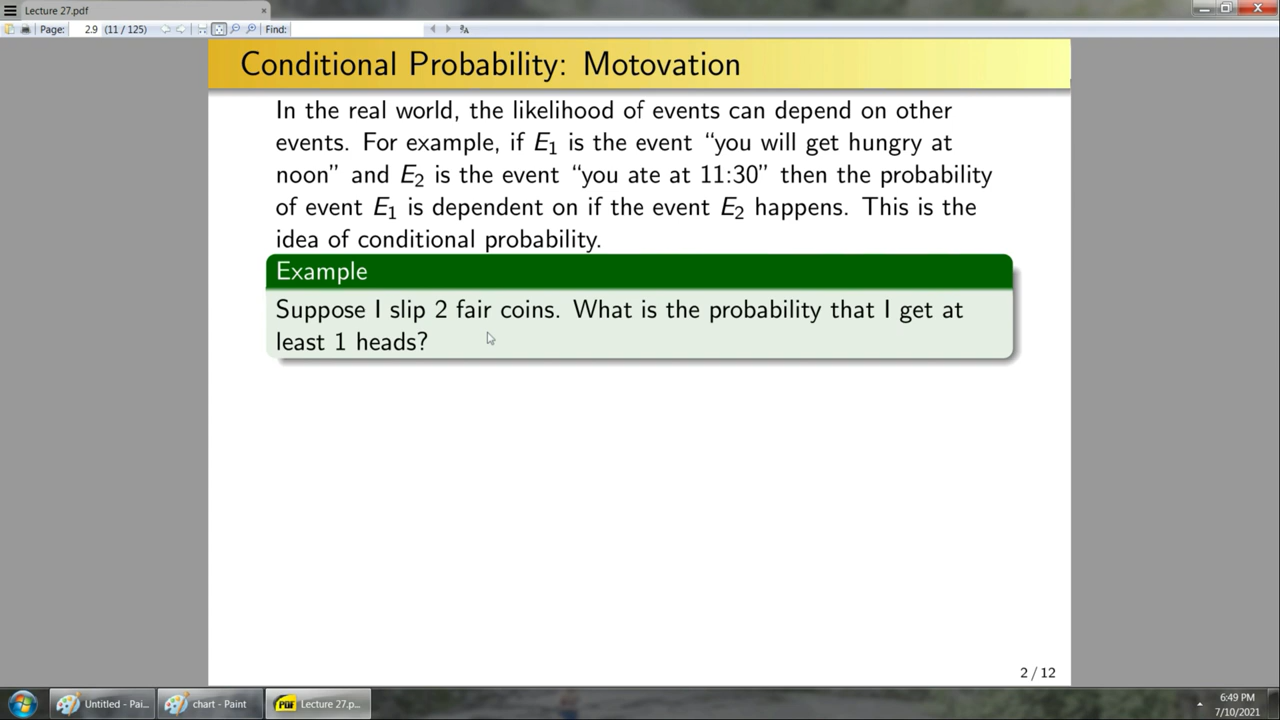 Lecture 27.pdf
Page: 2.9 (11 / 125) Find:
Conditional Probability: Motovation
In the real world, the likelihood of events can depend on other
events. For example, if E₁ is the event “you will get hungry at
noon” and E₂ is the event “you ate at 11:30” then the probability
of event E₁ is dependent on if the event E₂ happens. This is the
idea of conditional probability.
Example
Suppose I slip 2 fair coins. What is the probability that I get at
least 1 heads?
2 / 12
Untitled - Pai... chart - Paint PDF Lecture 27.p... 6:49 PM
7/10/2021